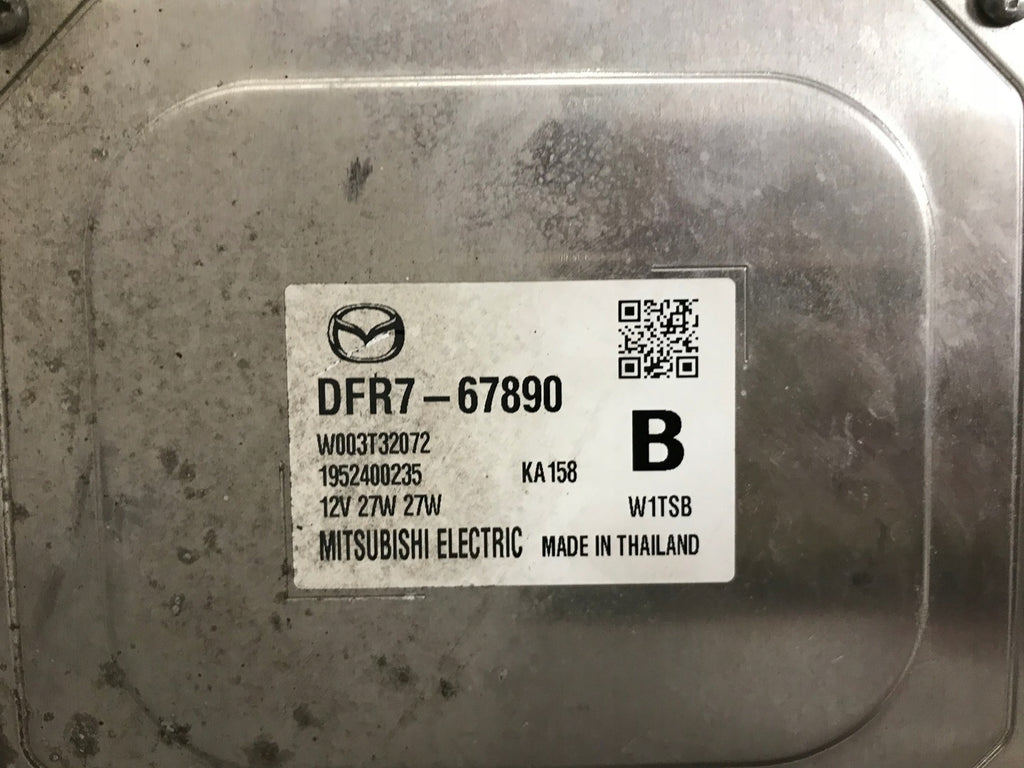 DFR7-67890
B
W003T32072
1952400235 KA158
12V 27W 27W W1TSB
MITSUBISHI ELECTRIC MADE IN THAILAND